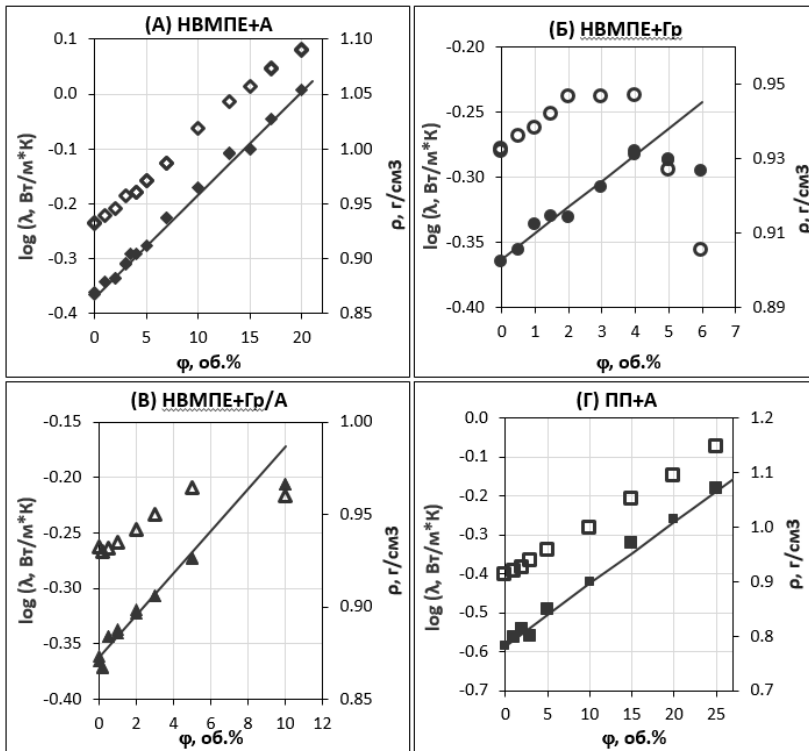 (А) НВМПЕ+А
0.1
0.0
-0.1
-0.2
-0.3
-0.4
log (λ, Вт/м*К)
1.10
1.05
1.00
0.95
0.90
0.85
ρ, г/см3
0 5 10 15 20
φ, об.%
(Б) НВМПЕ+Гр
-0.20
-0.25
-0.30
-0.35
-0.40
log (λ, Вт/м*К)
0.95
0.93
0.91
0.89
ρ, г/см3
0 1 2 3 4 5 6 7
φ, об.%
(В) НВМПЕ+Гр/А
-0.15
-0.20
-0.25
-0.30
-0.35
-0.40
log (λ, Вт/м*К)
1.00
0.95
0.90
0.85
ρ, г/см3
0 2 4 6 8 10 12
φ, об.%
(Г) ПП+А
0.0
-0.1
-0.2
-0.3
-0.4
-0.5
-0.6
-0.7
log (λ, Вт/м*К)
1.2
1.1
1.0
0.9
0.8
0.7
ρ, г/см3
0 5 10 15 20 25
φ, об.%